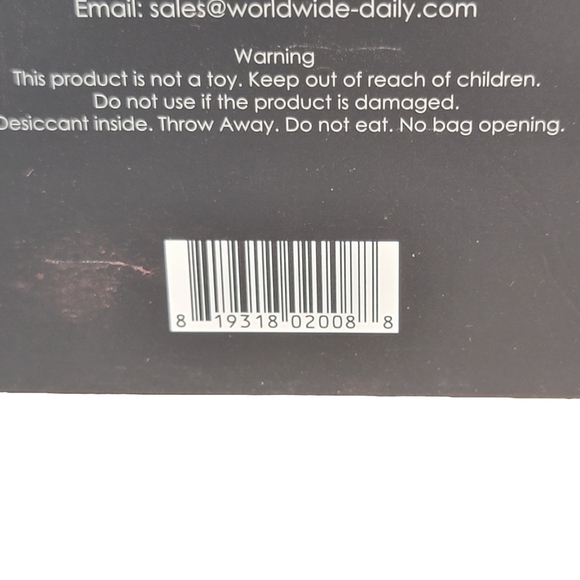 Email: sales@worldwide-daily.com
Warning
This product is not a toy. Keep out of reach of children.
Do not use if the product is damaged.
Desiccant inside. Throw Away. Do not eat. No bag opening.
8 19318 02008 8